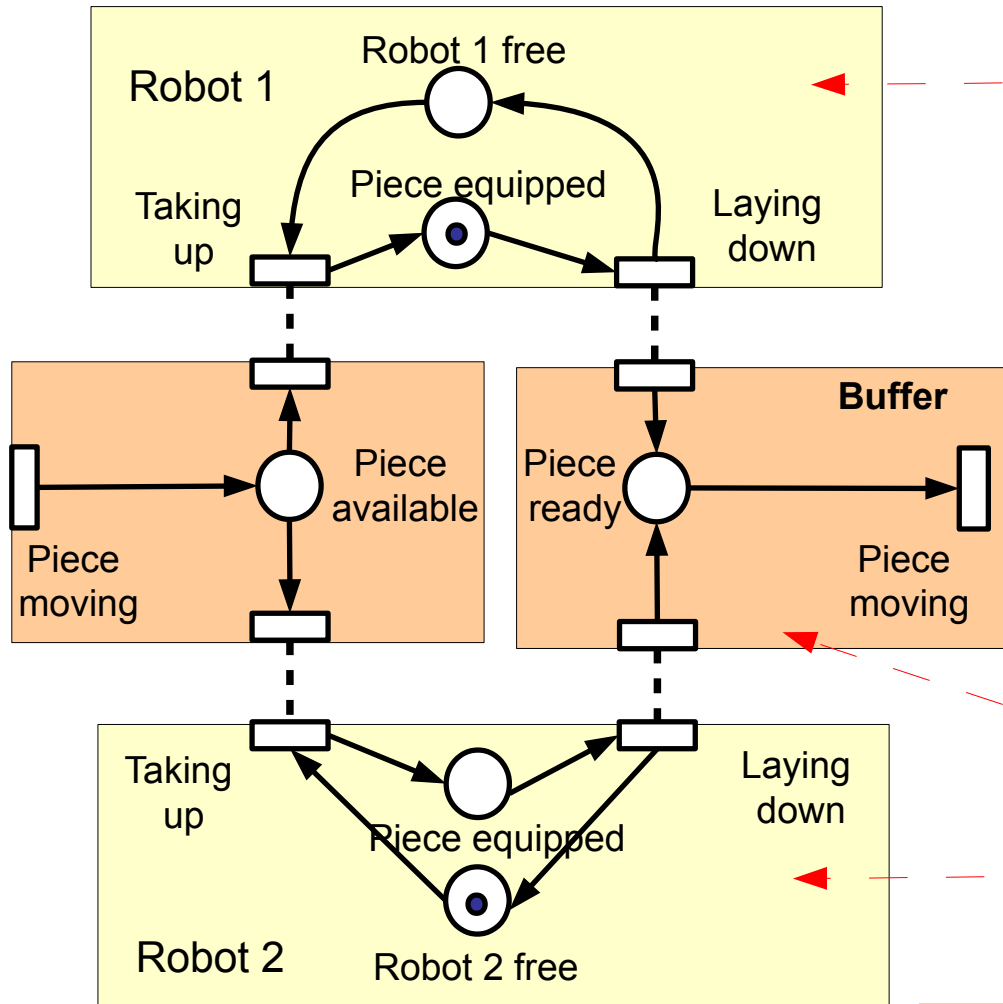 Robot 1 free
Robot 1
Piece equipped
Taking
up
Laying
down
Buffer
Piece
available
Piece
ready
Piece
moving
Piece
moving
Taking
up
Laying
down
Piece equipped
Robot 2
Robot 2 free